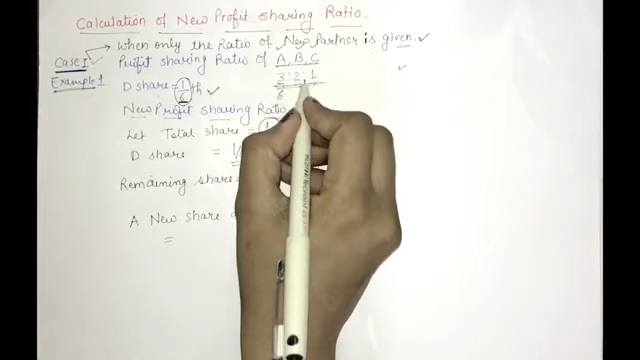 Calculation of New Profit sharing Ratio.
When only the Ratio of New Partner is given. ✓
Case I Profit sharing Ratio of A, B, C
Example 1 3:2:1
D share = 1/6 th ✓ 6
New Profit sharing Ratio
Let Total share =
D share = 1/
Remaining share =
A New share
=